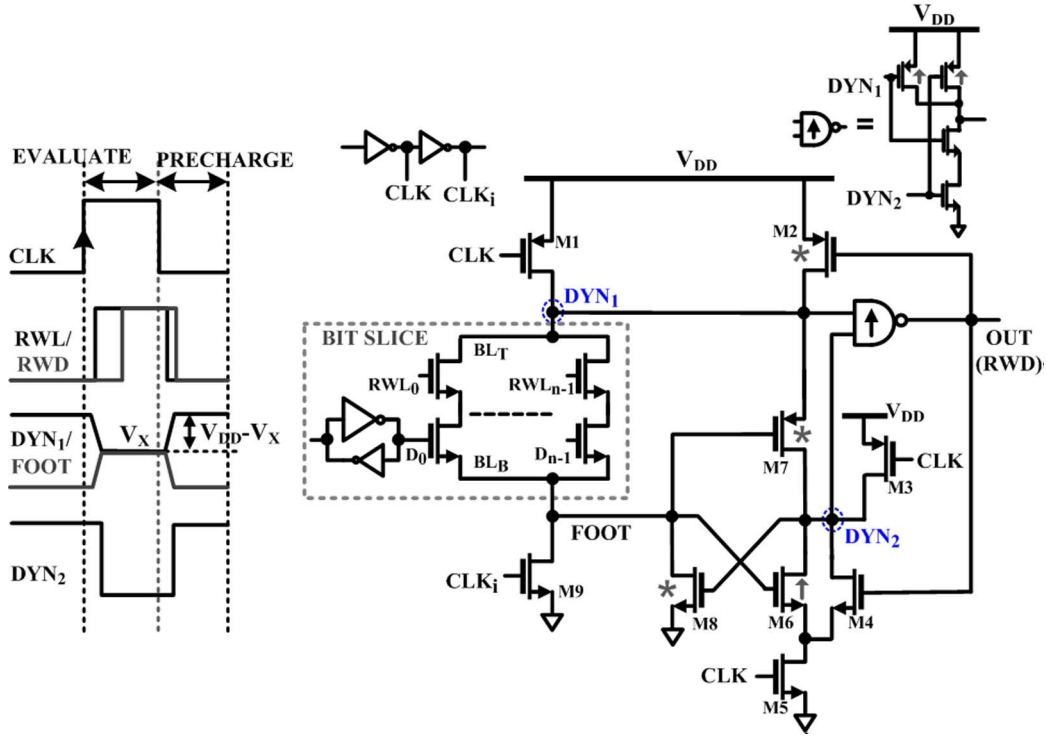 EVALUATE PRECHARGE
CLK
RWL/
RWD
DYN1/
FOOT
VX
VDD-VX
DYN2
CLK
CLKi
VDD
M1
CLK
M2
*
DYN1
BIT SLICE
BLT
RWL0
RWLn-1
D0
BLB
Dn-1
FOOT
CLKi
M9
OUT
(RWD)
M7
*
VDD
CLK
M3
DYN2
*
M8
M6
M4
CLK
M5
VDD
DYN1
=
DYN2